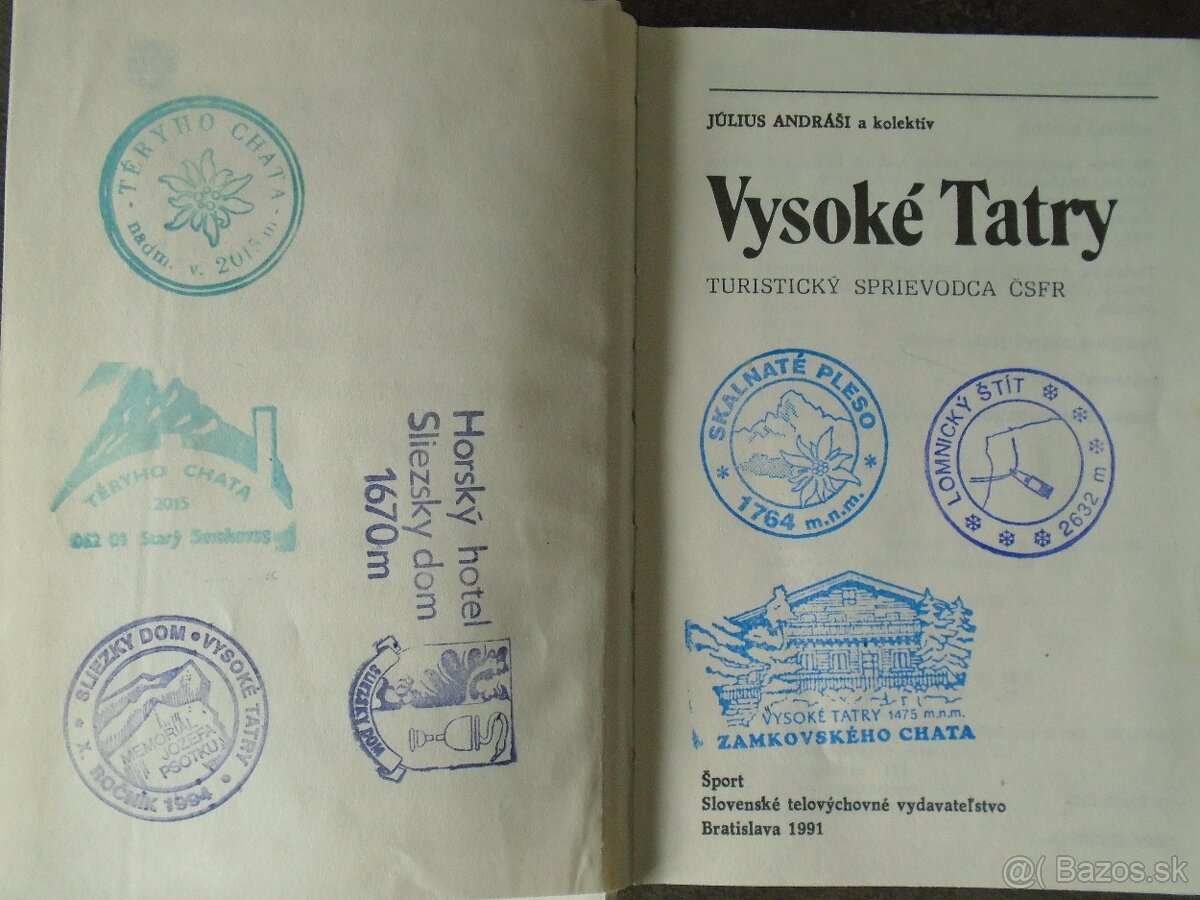 TÉRYHO CHATA
nadm. v. 2015 m
TÉRYHO CHATA
2015
062 01 Starý Smokovec
SLIEZKY DOM • VYSOKÉ TATRY
MEMORIÁL
JOZEFA
PSOTKU
X. ROČNÍK 1994
Horský hotel
Sliezsky dom
1670m
JÚLIUS ANDRÁŠI a kolektív
Vysoké Tatry
TURISTICKÝ SPRIEVODCA ČSFR
SKALNATÉ PLESO
1764 m.n.m.
LOMNICKÝ ŠTÍT
2632 m
VYSOKÉ TATRY 1475 m.n.m.
ZAMKOVSKÉHO CHATA
Šport
Slovenské telovýchovné vydavateľstvo
Bratislava 1991
@( Bazos.sk